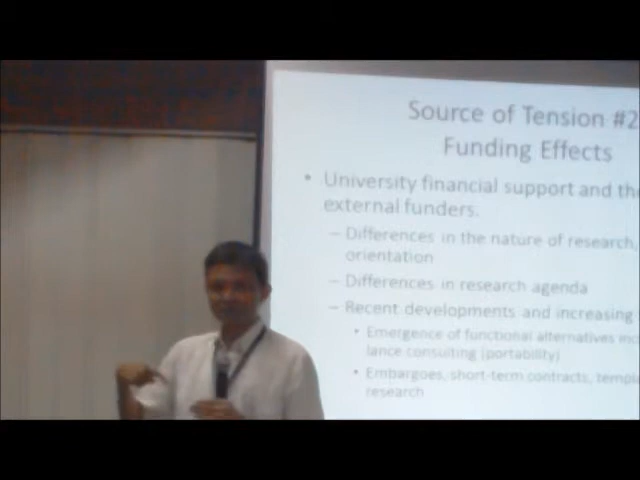 Source of Tension #2
Funding Effects
• University financial support and the
external funders.
– Differences in the nature of research,
orientation
– Differences in research agenda
– Recent developments and increasing
• Emergence of functional alternatives
lance consulting (portability)
• Embargoes, short-term contracts,
research